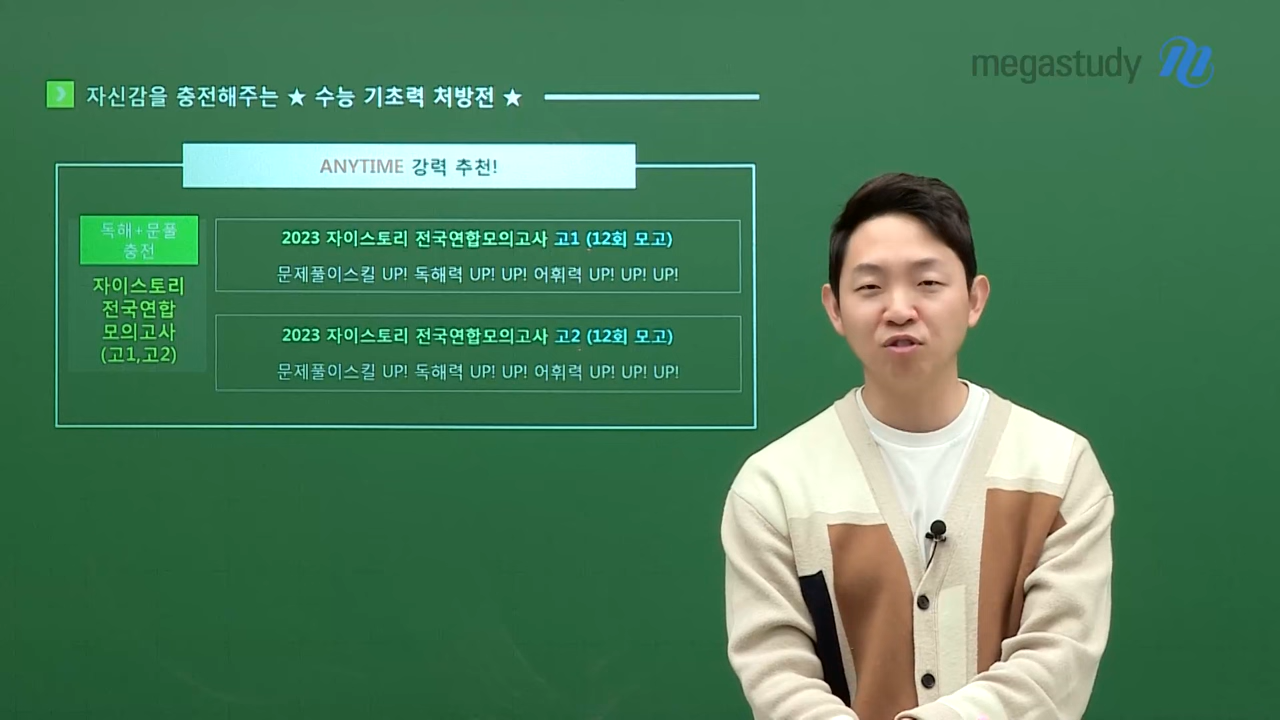 megastudy
자신감을 충전해주는 ★ 수능 기초력 처방전 ★
ANYTIME 강력 추천!
독해+문풀
충전
자이스토리
전국연합
모의고사
(고1,고2)
2023 자이스토리 전국연합모의고사 고1 (12회 모고)
문제풀이스킬 UP! 독해력 UP! UP! 어휘력 UP! UP! UP!
2023 자이스토리 전국연합모의고사 고2 (12회 모고)
문제풀이스킬 UP! 독해력 UP! UP! 어휘력 UP! UP! UP!